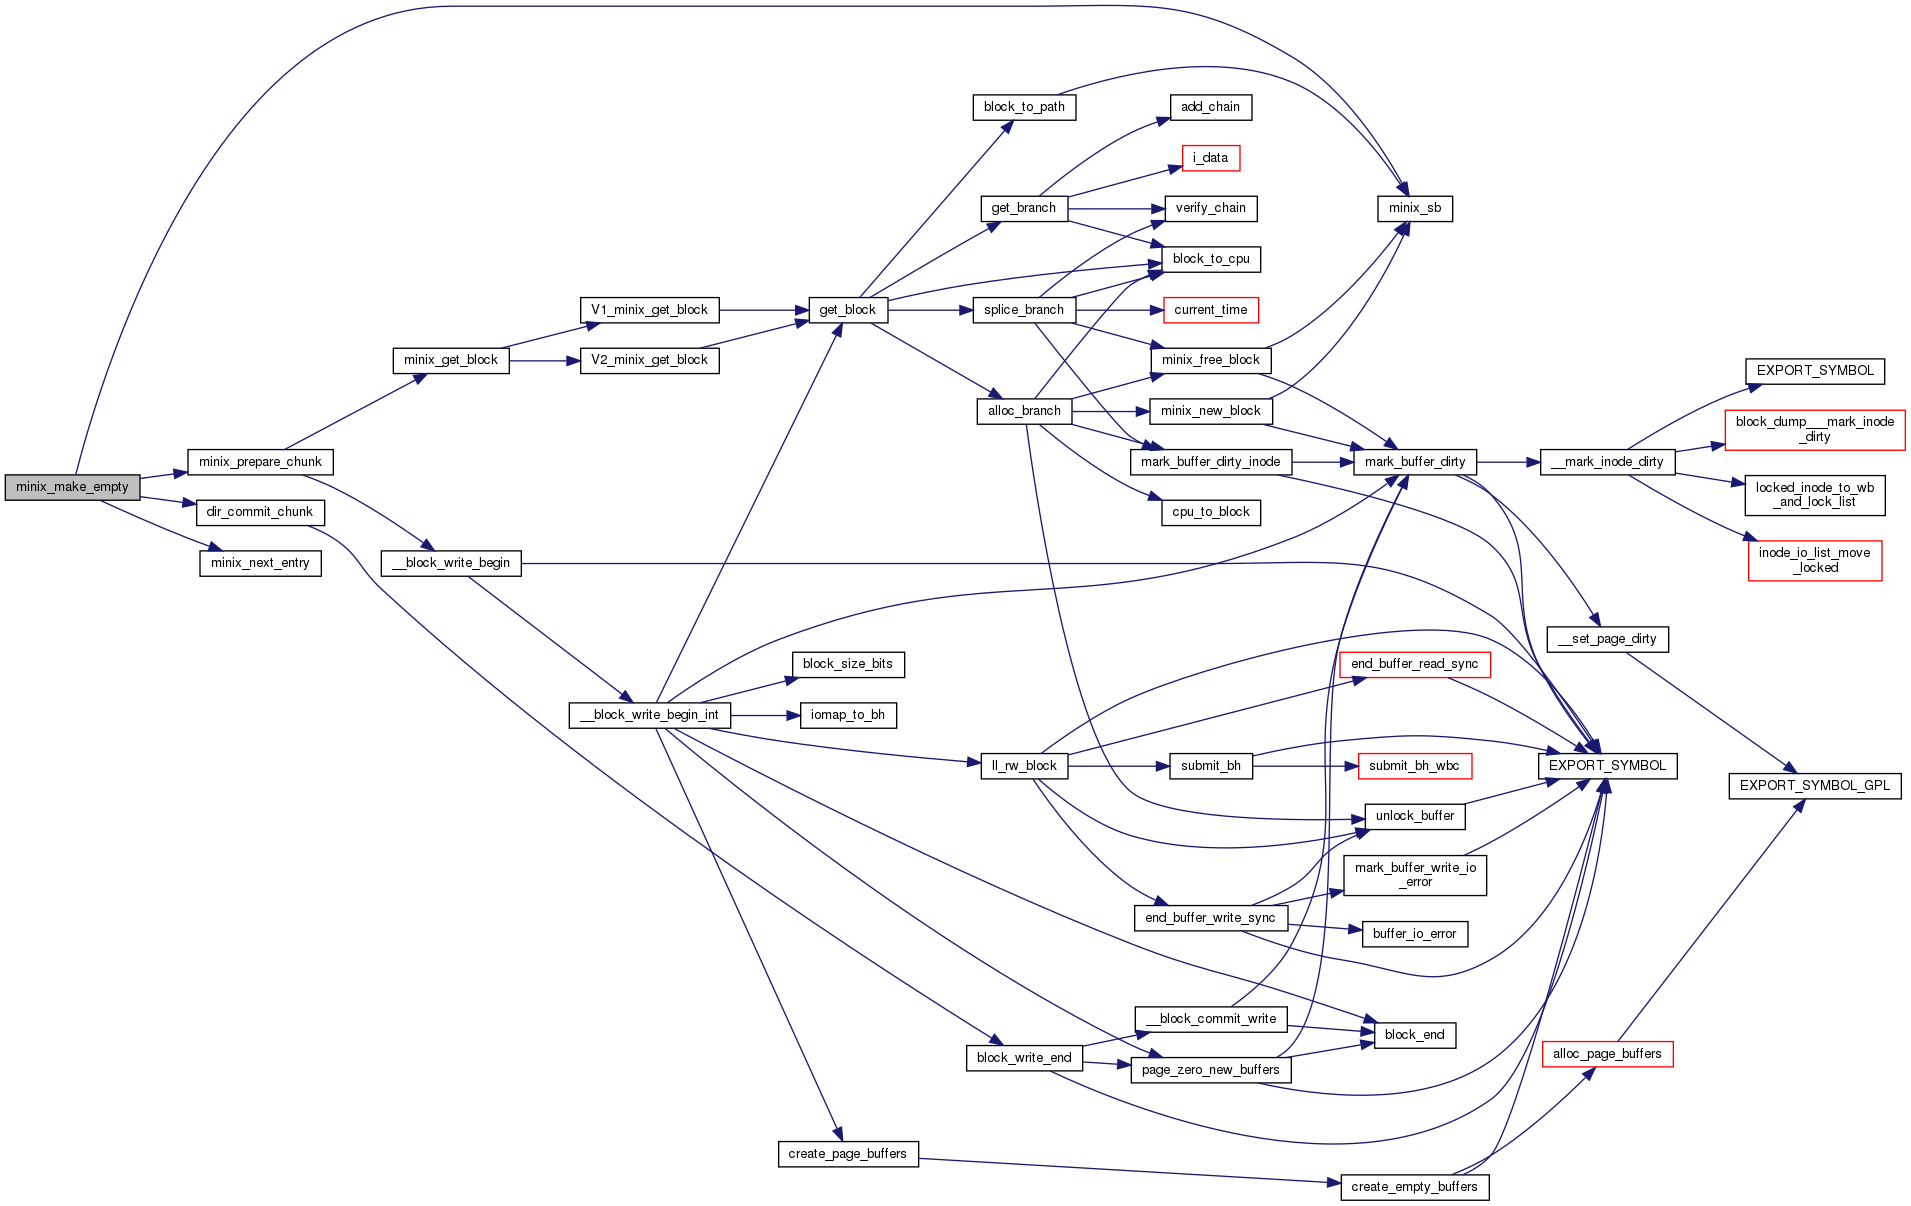 minix_make_empty
minix_prepare_chunk
dir_commit_chunk
minix_next_entry
minix_get_block
__block_write_begin
V1_minix_get_block
V2_minix_get_block
__block_write_begin_int
get_block
block_size_bits
iomap_to_bh
create_page_buffers
block_to_path
get_branch
splice_branch
alloc_branch
ll_rw_block
block_write_end
add_chain
i_data
verify_chain
block_to_cpu
current_time
minix_free_block
minix_new_block
mark_buffer_dirty_inode
cpu_to_block
submit_bh
end_buffer_write_sync
__block_commit_write
page_zero_new_buffers
minix_sb
mark_buffer_dirty
end_buffer_read_sync
submit_bh_wbc
unlock_buffer
mark_buffer_write_io
_error
buffer_io_error
block_end
create_empty_buffers
__mark_inode_dirty
__set_page_dirty
EXPORT_SYMBOL
alloc_page_buffers
EXPORT_SYMBOL
block_dump___mark_inode
_dirty
locked_inode_to_wb
_and_lock_list
inode_io_list_move
_locked
EXPORT_SYMBOL_GPL